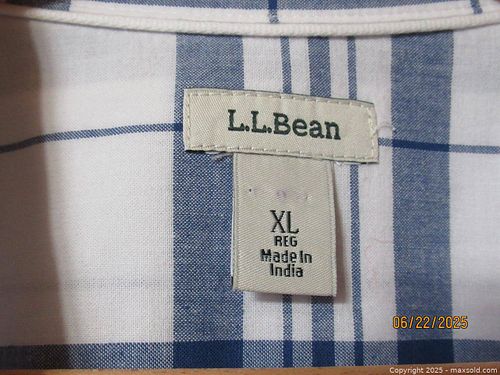 L.L.Bean
XL
REG
Made In
India
06/22/2025
Copyright 2025 - maxsold.com